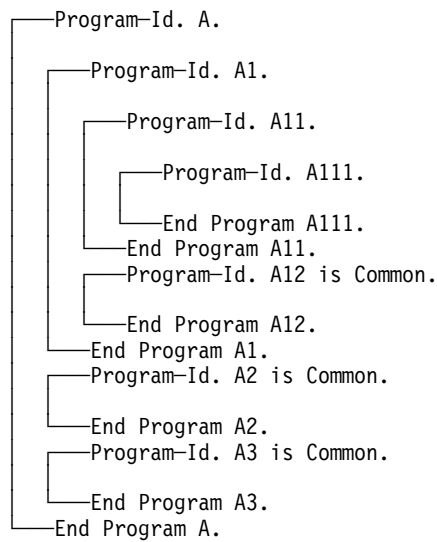 Program-Id. A.
Program-Id. A1.
Program-Id. A11.
Program-Id. A111.
End Program A111.
End Program A11.
Program-Id. A12 is Common.
End Program A12.
End Program A1.
Program-Id. A2 is Common.
End Program A2.
Program-Id. A3 is Common.
End Program A3.
End Program A.